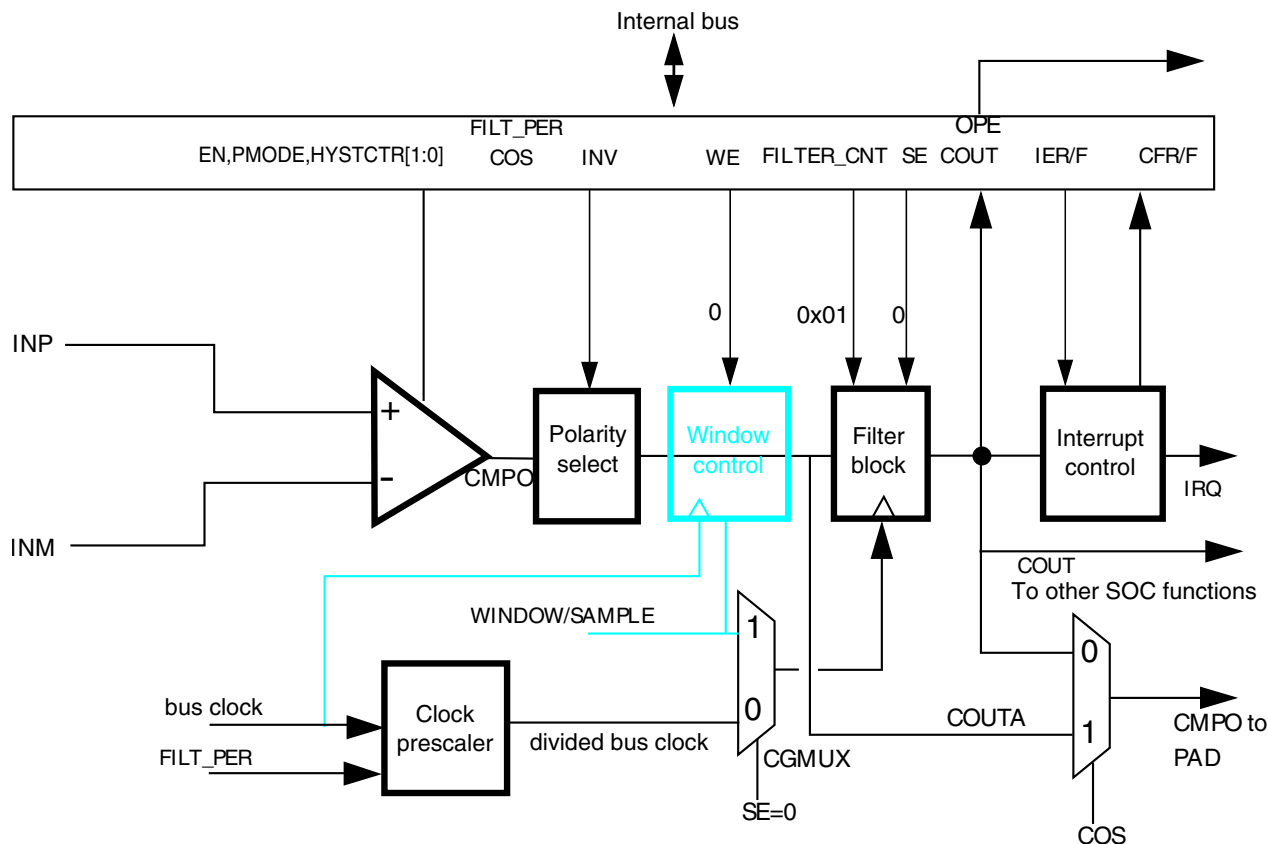 Internal bus
FILT_PER
OPE
EN,PMODE,HYSTCTR[1:0]
COS
INV
WE
FILTER_CNT
SE
COUT
IER/F
CFR/F
0
0x01
0
INP
+
-
CMPO
Polarity
select
Window
control
Filter
block
Interrupt
control
IRQ
INM
COUT
To other SOC functions
WINDOW/SAMPLE
1
0
bus clock
FILT_PER
Clock
prescaler
divided bus clock
CGMUX
SE=0
COUTA
0
1
CMPO to
PAD
COS